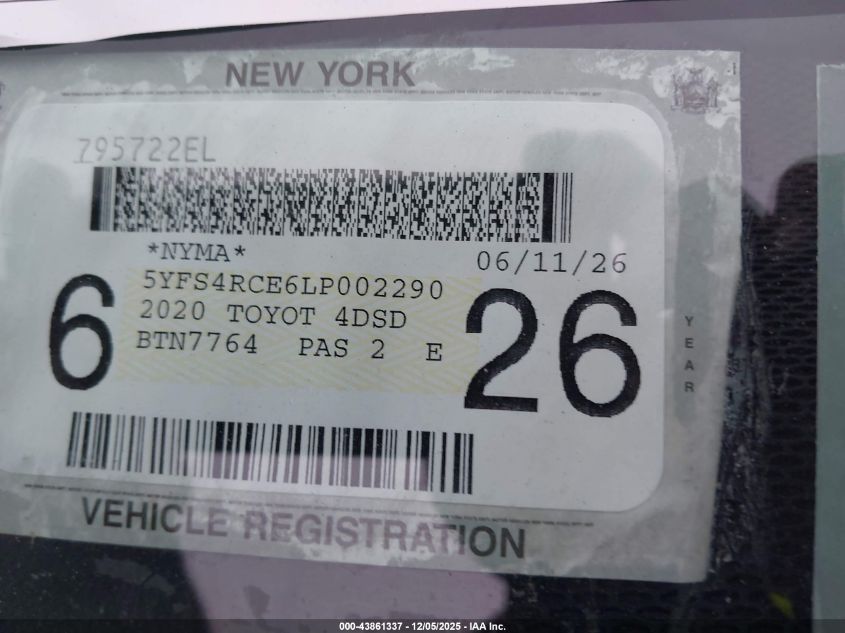 NEW YORK
795722EL
*NYMA*
06/11/26
5YFS4RCE6LP002290
2020 TOYOT 4DSD
BTN7764 PAS 2 E
6
26
YEAR
VEHICLE REGISTRATION
000-43861337 - 12/05/2025 - IAA Inc.